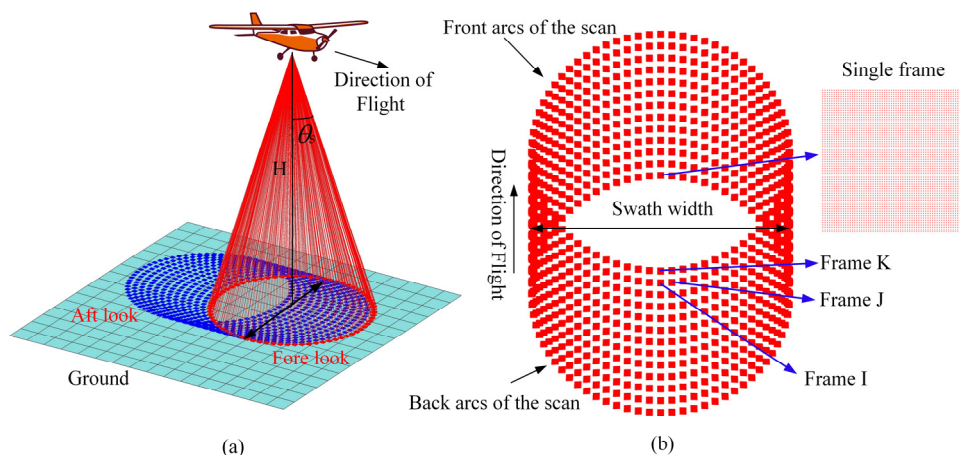 Direction of
Flight
θs
H
Aft look
Fore look
Ground
(a)
Front arcs of the scan
Single frame
Direction of Flight
Swath width
Frame K
Frame J
Frame I
Back arcs of the scan
(b)